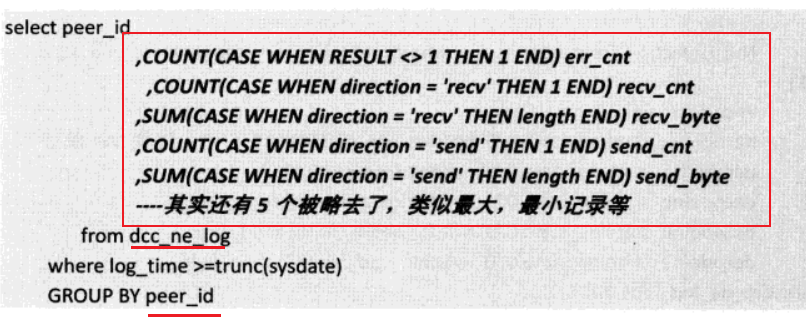 select peer_id
,COUNT(CASE WHEN RESULT <> 1 THEN 1 END) err_cnt
,COUNT(CASE WHEN direction = 'recv' THEN 1 END) recv_cnt
,SUM(CASE WHEN direction = 'recv' THEN length END) recv_byte
,COUNT(CASE WHEN direction = 'send' THEN 1 END) send_cnt
,SUM(CASE WHEN direction = 'send' THEN length END) send_byte
----其实还有 5 个被略去了，类似最大，最小记录等
from dcc_ne_log
where log_time >=trunc(sysdate)
GROUP BY peer_id